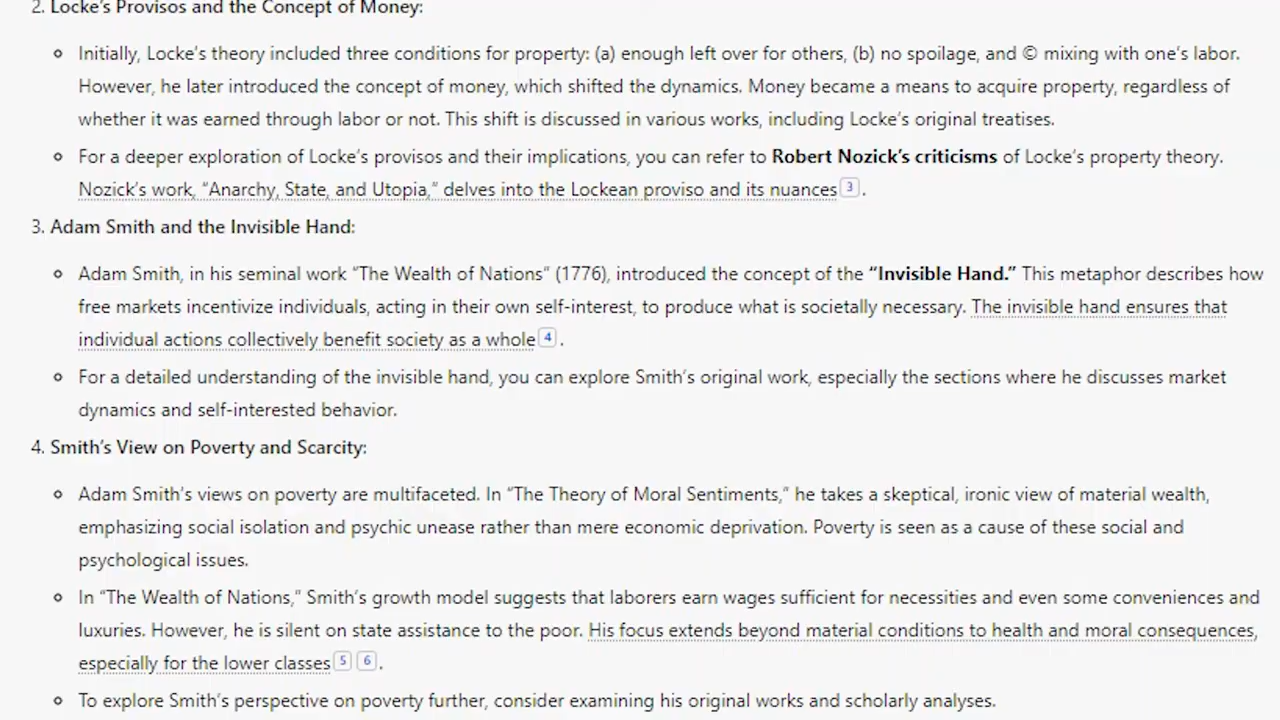 2. Locke's Provisos and the Concept of Money:
Initially, Locke's theory included three conditions for property: (a) enough left over for others, (b) no spoilage, and © mixing with one's labor.
However, he later introduced the concept of money, which shifted the dynamics. Money became a means to acquire property, regardless of
whether it was earned through labor or not. This shift is discussed in various works, including Locke's original treatises.
For a deeper exploration of Locke's provisos and their implications, you can refer to Robert Nozick's criticisms of Locke's property theory.
Nozick's work, “Anarchy, State, and Utopia,” delves into the Lockean proviso and its nuances 3 .
3. Adam Smith and the Invisible Hand:
Adam Smith, in his seminal work “The Wealth of Nations” (1776), introduced the concept of the “Invisible Hand.” This metaphor describes how
free markets incentivize individuals, acting in their own self-interest, to produce what is societally necessary. The invisible hand ensures that
individual actions collectively benefit society as a whole 4 .
For a detailed understanding of the invisible hand, you can explore Smith's original work, especially the sections where he discusses market
dynamics and self-interested behavior.
4. Smith's View on Poverty and Scarcity:
Adam Smith's views on poverty are multifaceted. In “The Theory of Moral Sentiments,” he takes a skeptical, ironic view of material wealth,
emphasizing social isolation and psychic unease rather than mere economic deprivation. Poverty is seen as a cause of these social and
psychological issues.
In “The Wealth of Nations,” Smith's growth model suggests that laborers earn wages sufficient for necessities and even some conveniences and
luxuries. However, he is silent on state assistance to the poor. His focus extends beyond material conditions to health and moral consequences,
especially for the lower classes 5 6 .
To explore Smith's perspective on poverty further, consider examining his original works and scholarly analyses.